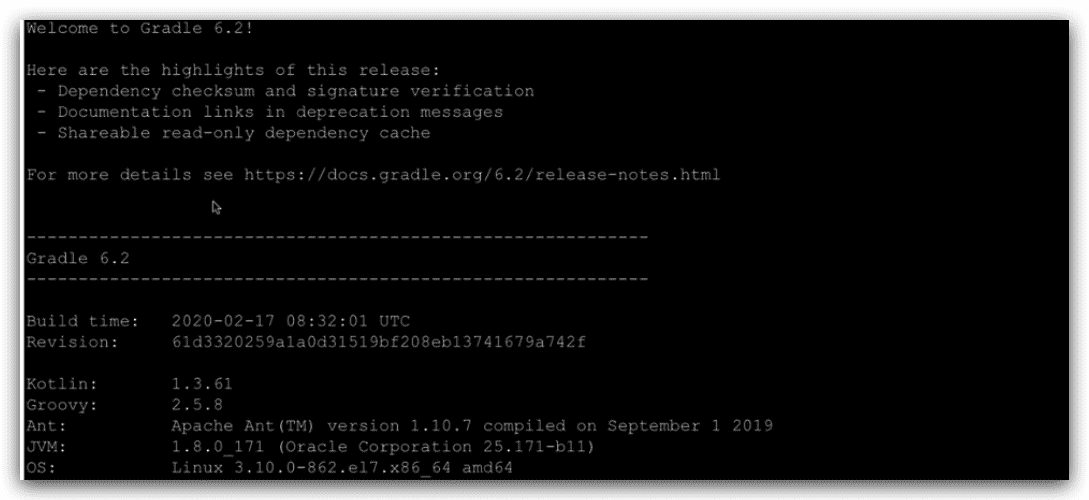 Welcome to Gradle 6.2!
Here are the highlights of this release:
- Dependency checksum and signature verification
- Documentation links in deprecation messages
- Shareable read-only dependency cache
For more details see https://docs.gradle.org/6.2/release-notes.html
------------------------------------------------------------
Gradle 6.2
------------------------------------------------------------
Build time:   2020-02-17 08:32:01 UTC
Revision:     61d3320259a1a0d31519bf208eb13741679a742f
Kotlin:       1.3.61
Groovy:       2.5.8
Ant:          Apache Ant(TM) version 1.10.7 compiled on September 1 2019
JVM:          1.8.0_171 (Oracle Corporation 25.171-b11)
OS:           Linux 3.10.0-862.el7.x86_64 amd64